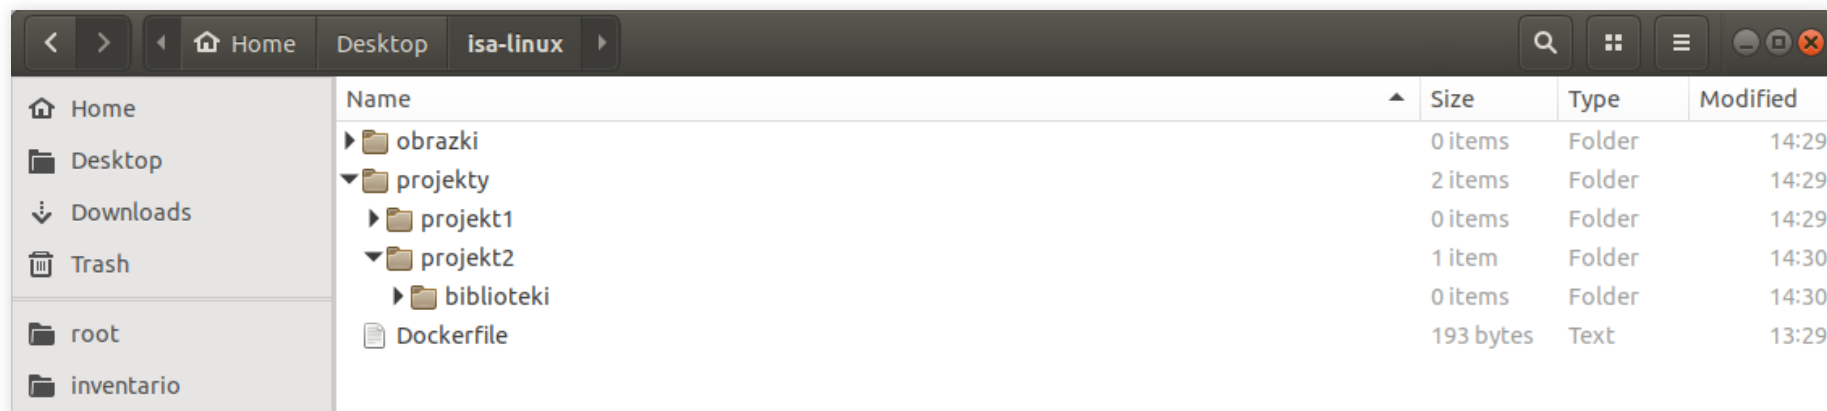 Home Desktop isa-linux
Home
Desktop
Downloads
Trash
root
inventario
Name Size Type Modified
obrazki 0 items Folder 14:29
projekty 2 items Folder 14:29
projekt1 0 items Folder 14:29
projekt2 1 item Folder 14:30
biblioteki 0 items Folder 14:30
Dockerfile 193 bytes Text 13:29